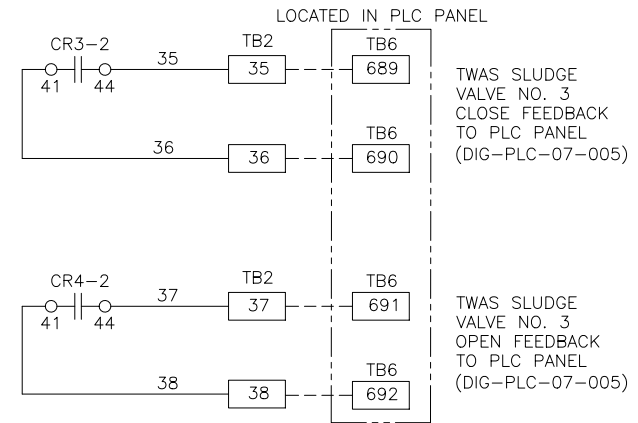 LOCATED IN PLC PANEL
CR3-2
35
TB2
TB6
41
44
35
689
TWAS SLUDGE
VALVE NO. 3
CLOSE FEEDBACK
TO PLC PANEL
(DIG-PLC-07-005)
36
TB6
36
690
CR4-2
37
TB2
TB6
41
44
37
691
TWAS SLUDGE
VALVE NO. 3
OPEN FEEDBACK
TO PLC PANEL
(DIG-PLC-07-005)
38
TB6
38
692